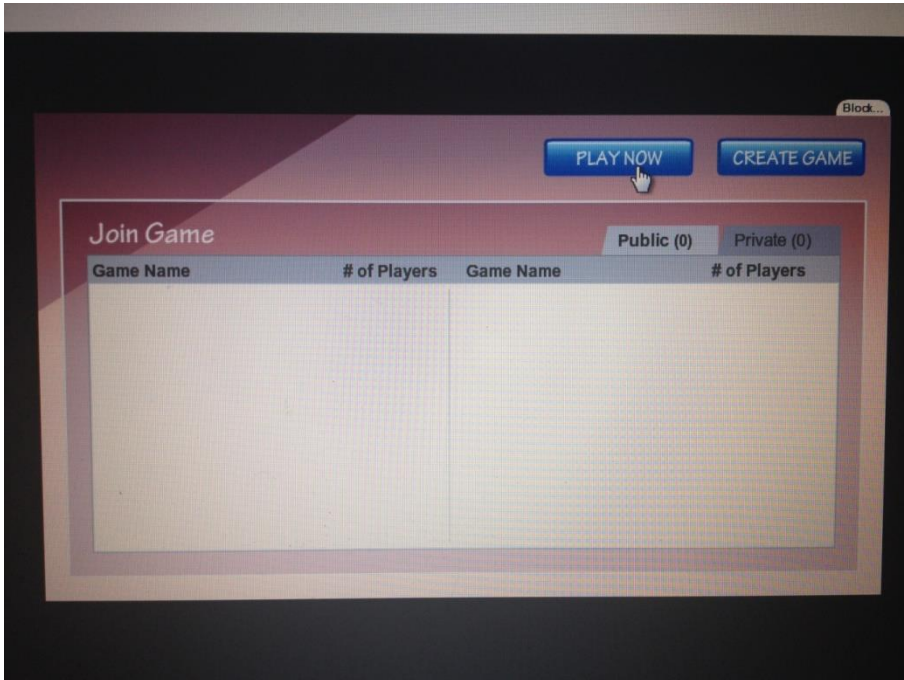 Block...
PLAY NOW CREATE GAME
Join Game Public (0) Private (0)
Game Name # of Players Game Name # of Players